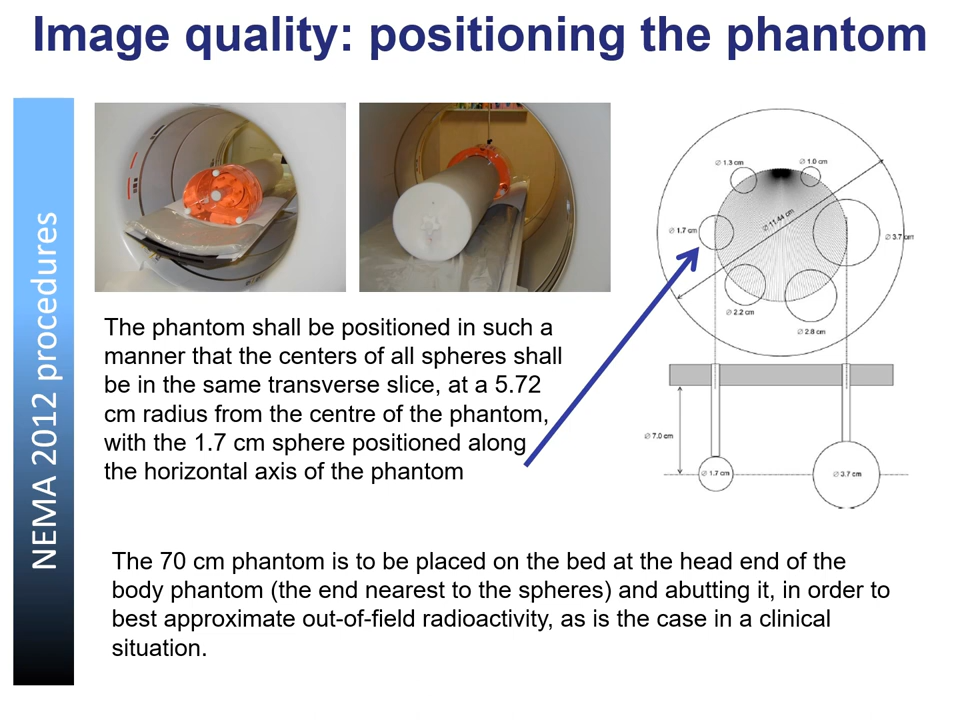 Image quality: positioning the phantom
NEMA 2012 procedures
∅ 1.3 cm
∅ 1.0 cm
∅ 11.44 cm
∅ 1.7 cm
∅ 3.7 cm
∅ 2.2 cm
∅ 2.8 cm
∅ 7.0 cm
∅ 1.7 cm
∅ 3.7 cm
The phantom shall be positioned in such a
manner that the centers of all spheres shall
be in the same transverse slice, at a 5.72
cm radius from the centre of the phantom,
with the 1.7 cm sphere positioned along
the horizontal axis of the phantom
The 70 cm phantom is to be placed on the bed at the head end of the
body phantom (the end nearest to the spheres) and abutting it, in order to
best approximate out-of-field radioactivity, as is the case in a clinical
situation.